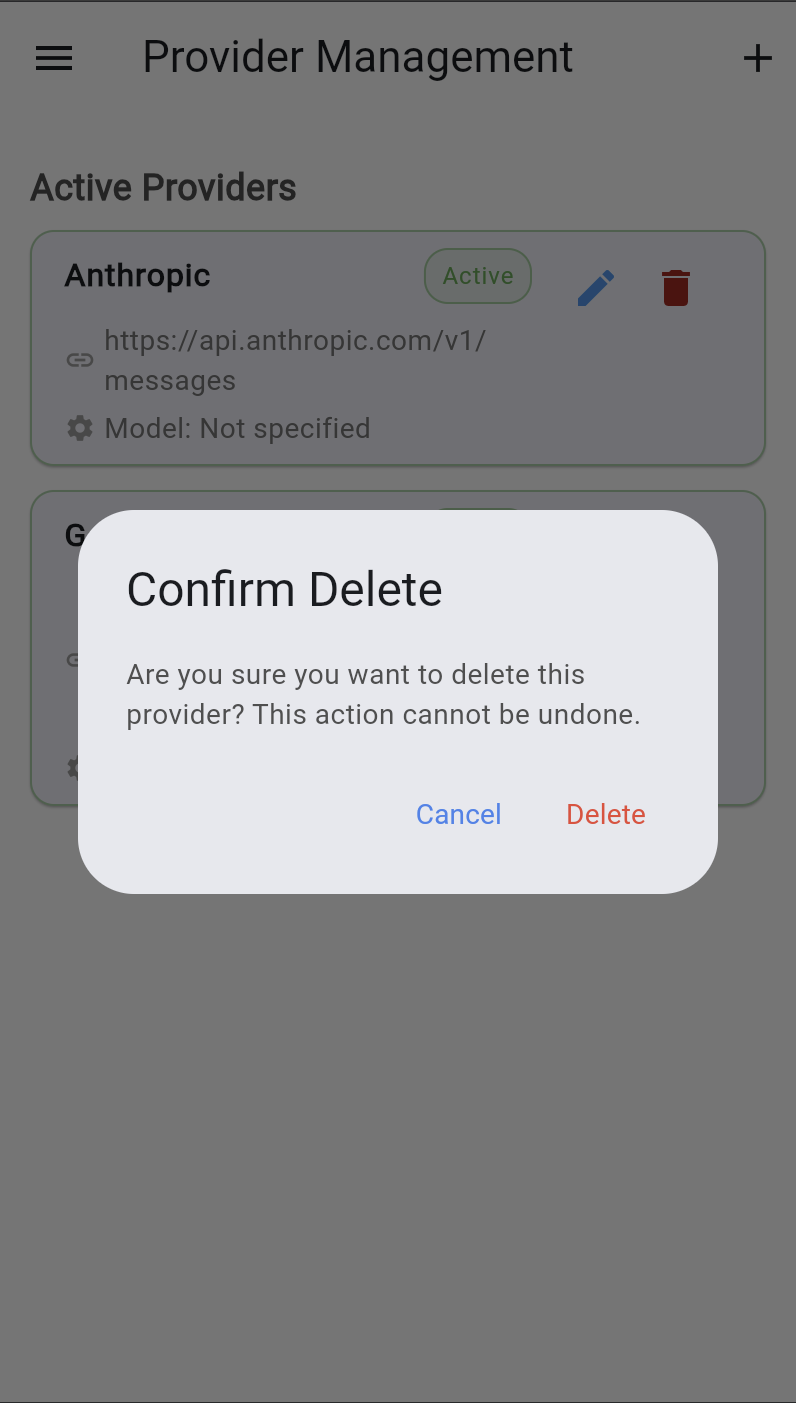 Provider Management
Active Providers
Anthropic
Active
https://api.anthropic.com/v1/
messages
Model: Not specified
G
Confirm Delete
Are you sure you want to delete this
provider? This action cannot be undone.
Cancel
Delete